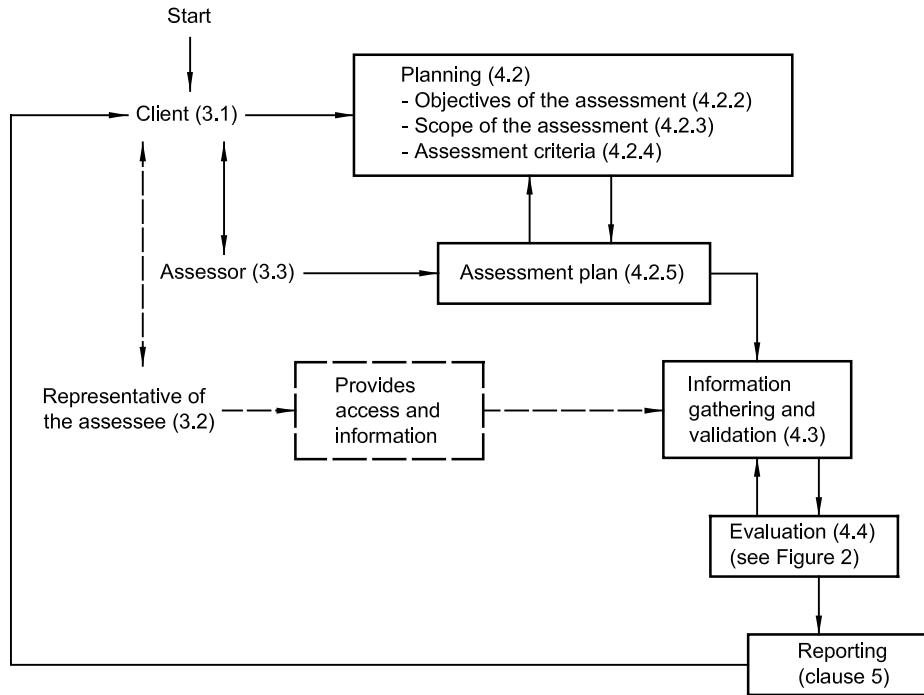 Start
Client (3.1)
Planning (4.2)
- Objectives of the assessment (4.2.2)
- Scope of the assessment (4.2.3)
- Assessment criteria (4.2.4)
Assessor (3.3)
Assessment plan (4.2.5)
Representative of
the assessee (3.2)
Provides
access and
information
Information
gathering and
validation (4.3)
Evaluation (4.4)
(see Figure 2)
Reporting
(clause 5)